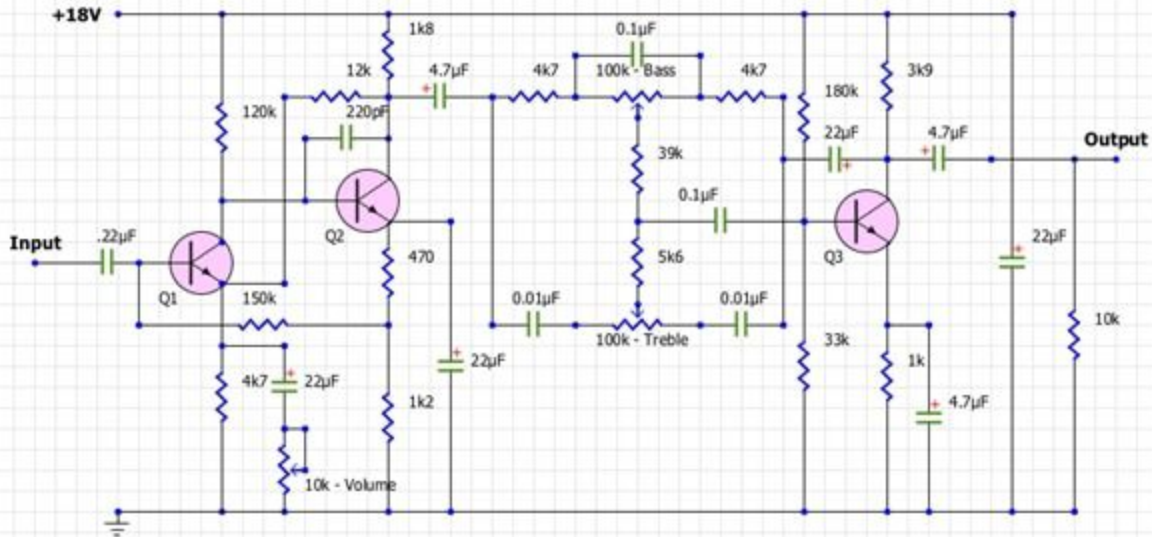 +18V
1k8
0.1µF
12k
4.7µF
4k7
100k - Bass
4k7
3k9
180k
120k
220pF
22µF
4.7µF
Output
39k
0.1µF
Input
.22µF
Q2
Q3
22µF
470
5k6
Q1
150k
0.01µF
0.01µF
10k
100k - Treble
33k
22µF
1k
4k7
22µF
1k2
4.7µF
10k - Volume